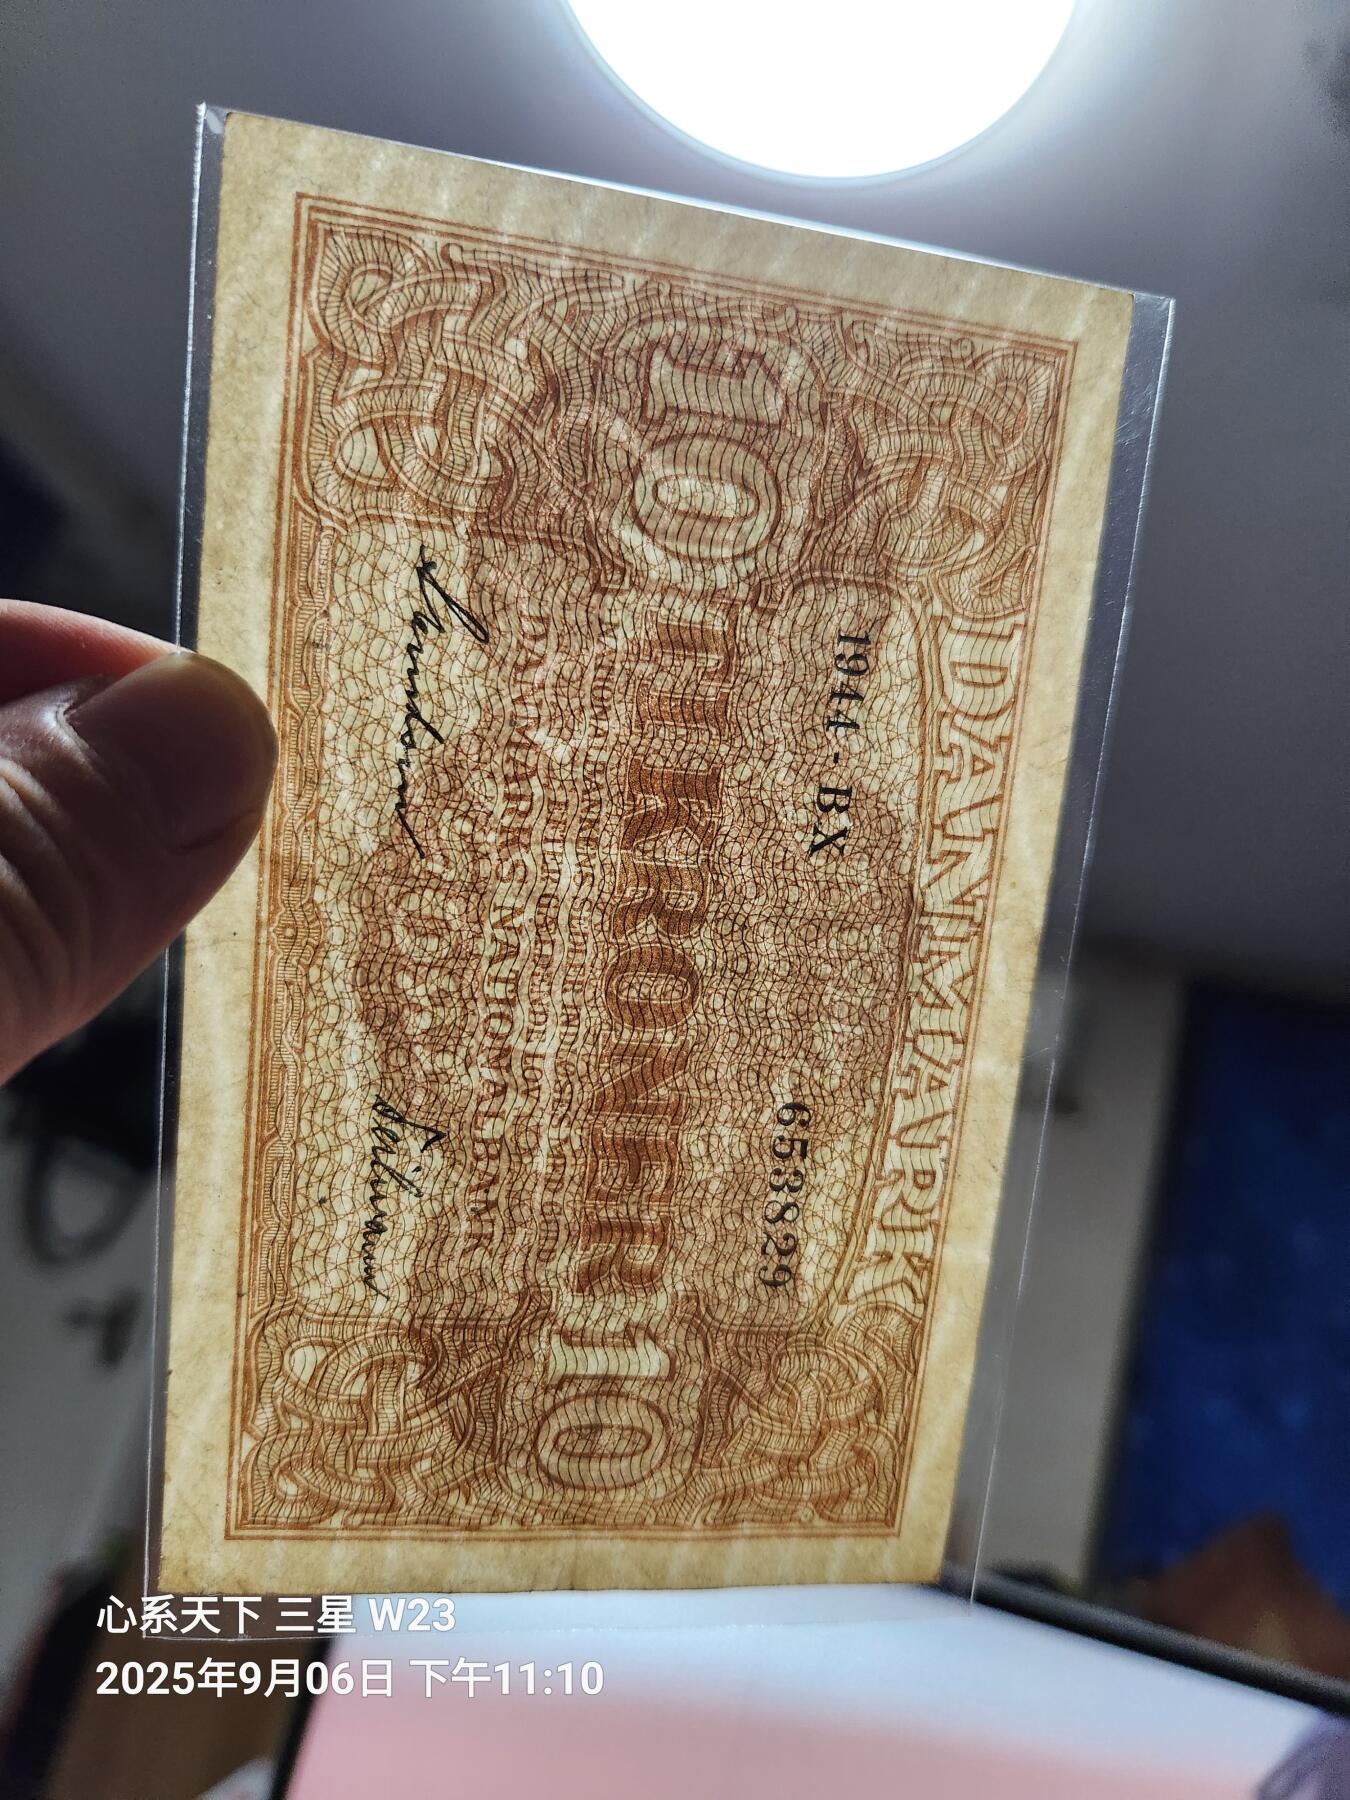 DANMARK
1944 - BX
653829
10 TI KRONER 10
DANMARKS NATIONALBANK
心系天下 三星 W23
2025年9月06日 下午11:10